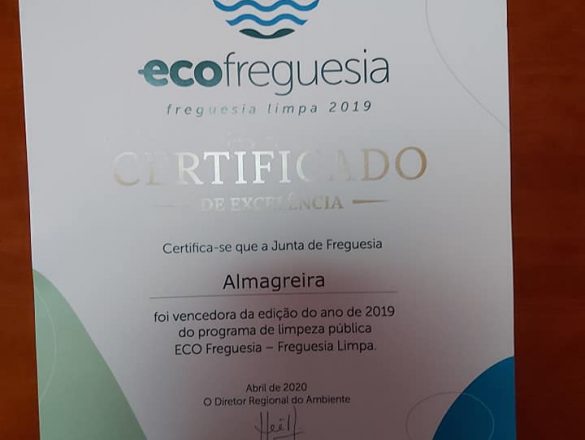 ecofreguesia
freguesia limpa 2019
CERTIFICADO
DE EXCELÊNCIA
Certifica-se que a Junta de Freguesia
Almagreira
foi vencedora da edição do ano de 2019
do programa de limpeza pública
ECO Freguesia – Freguesia Limpa.
Abril de 2020
O Diretor Regional do Ambiente